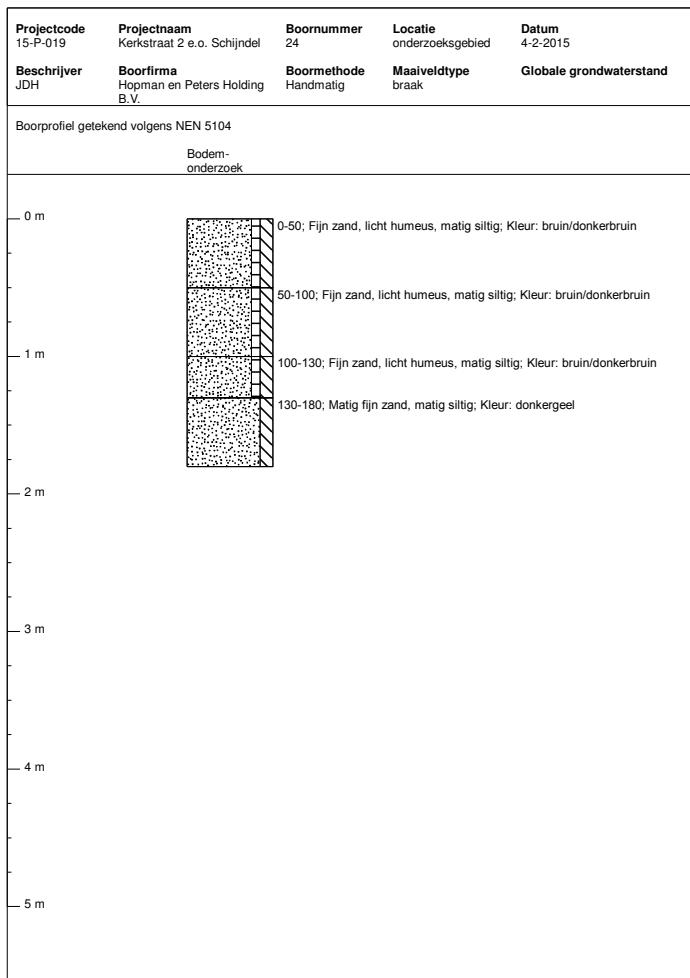 Projectcode Projectnaam Boornummer Locatie Datum
15-P-019 Kerkstraat 2 e.o. Schijndel 24 onderzoeksgebied 4-2-2015
Beschrijver Boorfirma Boormethode Maaiveldtype Globale grondwaterstand
JDH Hopman en Peters Holding Handmatig braak
B.V.
Boorprofiel getekend volgens NEN 5104
Bodem-
onderzoek
0 m
0-50; Fijn zand, licht humeus, matig siltig; Kleur: bruin/donkerbruin
50-100; Fijn zand, licht humeus, matig siltig; Kleur: bruin/donkerbruin
1 m
100-130; Fijn zand, licht humeus, matig siltig; Kleur: bruin/donkerbruin
130-180; Matig fijn zand, matig siltig; Kleur: donkergeel
2 m
3 m
4 m
5 m